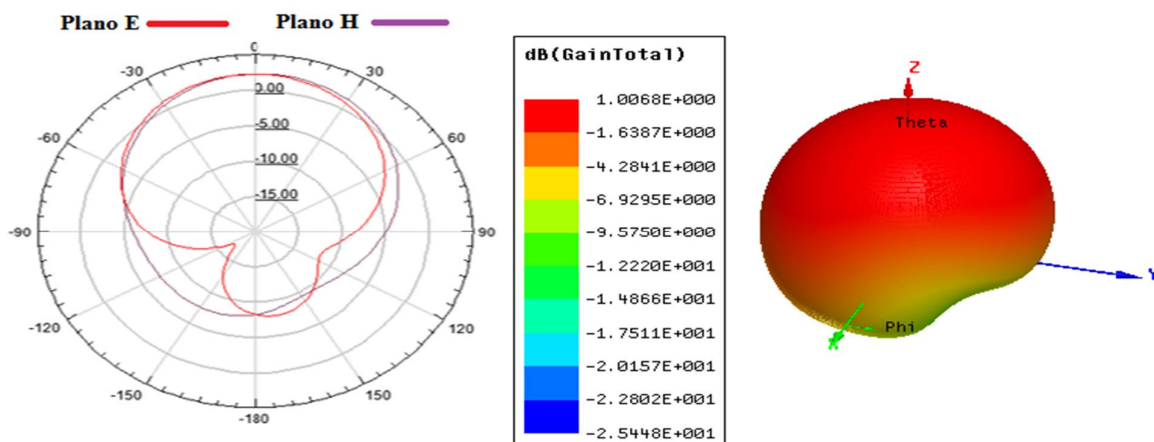 Plano E Plano H
0
-30 30
0.00
-5.00
-60 60
-10.00
-15.00
-90 90
-120 120
-150 150
-180
dB(GainTotal)
1.0068E+000
-1.6387E+000
-4.2841E+000
-6.9295E+000
-9.5750E+000
-1.2220E+001
-1.4866E+001
-1.7511E+001
-2.0157E+001
-2.2802E+001
-2.5448E+001
Z
Theta
Y
Phi
X